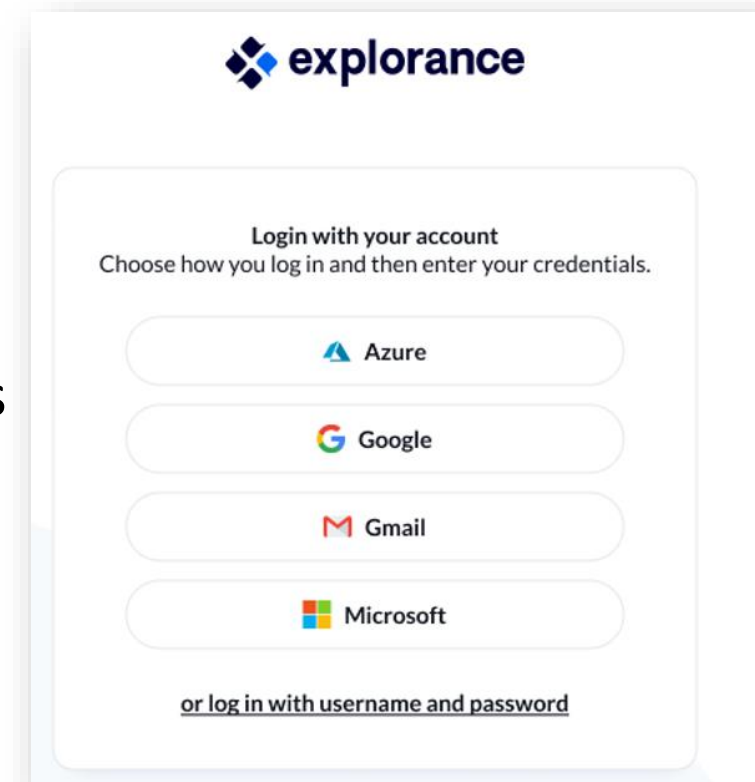 explorance
Login with your account
Choose how you log in and then enter your credentials.
Azure
s
Google
Gmail
Microsoft
or log in with username and password